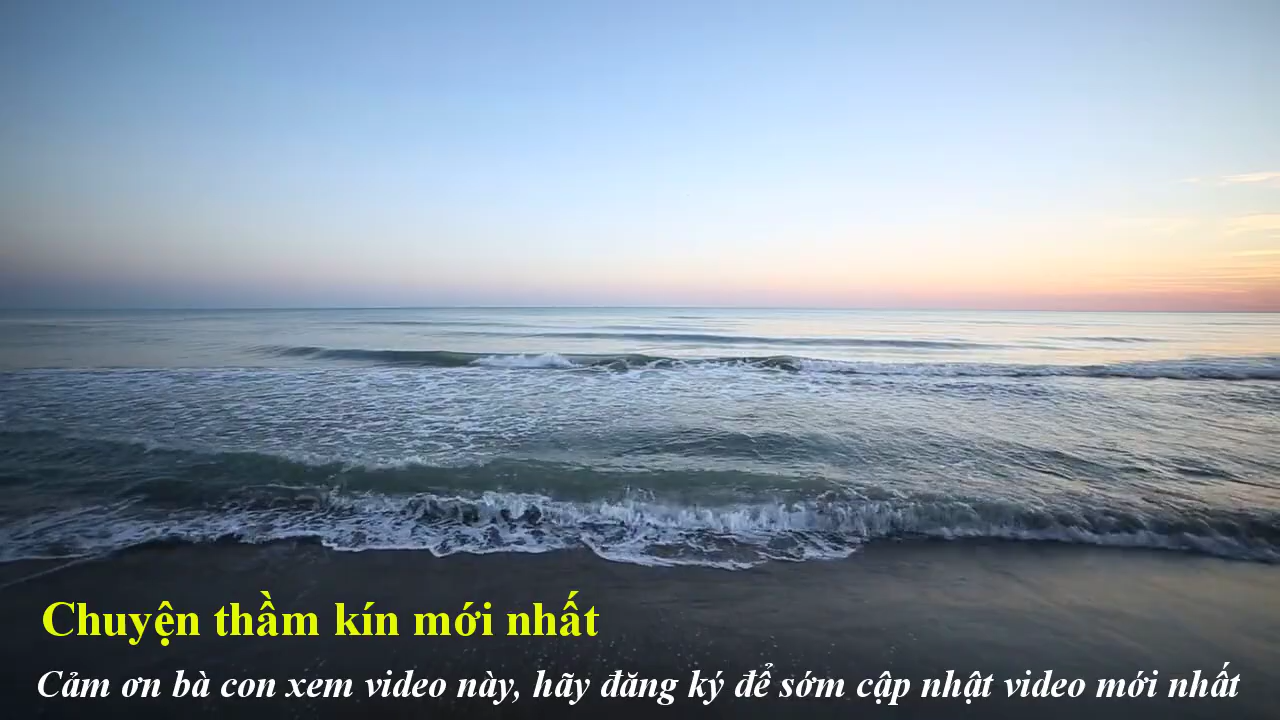 Chuyện thầm kín mới nhất
Cảm ơn bà con xem video này, hãy đăng ký để sớm cập nhật video mới nhất